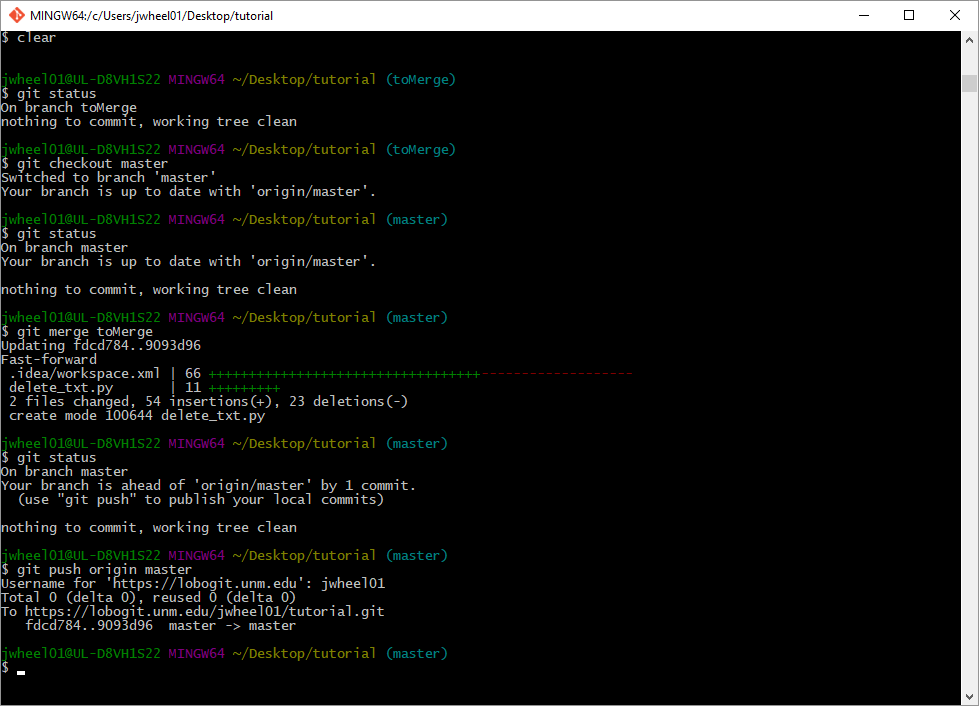 MINGW64:/c/Users/jwheel01/Desktop/tutorial
$ clear
jwheel01@UL-D8VH1S22 MINGW64 ~/Desktop/tutorial (toMerge)
$ git status
On branch toMerge
nothing to commit, working tree clean
jwheel01@UL-D8VH1S22 MINGW64 ~/Desktop/tutorial (toMerge)
$ git checkout master
Switched to branch 'master'
Your branch is up to date with 'origin/master'.
jwheel01@UL-D8VH1S22 MINGW64 ~/Desktop/tutorial (master)
$ git status
On branch master
Your branch is up to date with 'origin/master'.
nothing to commit, working tree clean
jwheel01@UL-D8VH1S22 MINGW64 ~/Desktop/tutorial (master)
$ git merge toMerge
Updating fdcd784..9093d96
Fast-forward
 .idea/workspace.xml | 66 ++++++++++++++++++++++++++++++++++-------------------
 delete_txt.py       | 11 +++++++++
 2 files changed, 54 insertions(+), 23 deletions(-)
 create mode 100644 delete_txt.py
jwheel01@UL-D8VH1S22 MINGW64 ~/Desktop/tutorial (master)
$ git status
On branch master
Your branch is ahead of 'origin/master' by 1 commit.
  (use "git push" to publish your local commits)
nothing to commit, working tree clean
jwheel01@UL-D8VH1S22 MINGW64 ~/Desktop/tutorial (master)
$ git push origin master
Username for 'https://lobogit.unm.edu': jwheel01
Total 0 (delta 0), reused 0 (delta 0)
To https://lobogit.unm.edu/jwheel01/tutorial.git
   fdcd784..9093d96  master -> master
jwheel01@UL-D8VH1S22 MINGW64 ~/Desktop/tutorial (master)
$